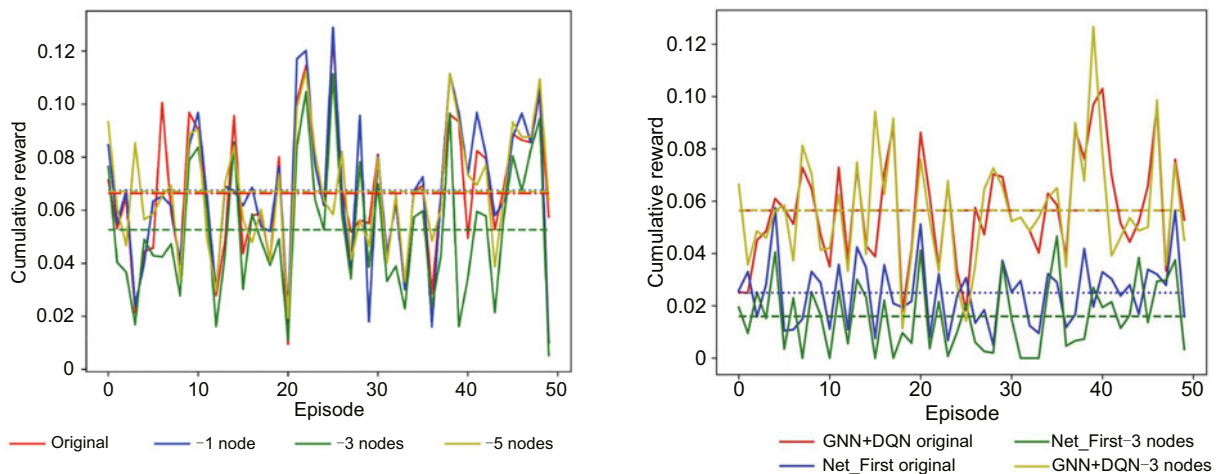 Cumulative reward
0.12
0.10
0.08
0.06
0.04
0.02
0
0 10 20 30 40 50
Episode
Original −1 node −3 nodes −5 nodes
Cumulative reward
0.12
0.10
0.08
0.06
0.04
0.02
0
0 10 20 30 40 50
Episode
GNN+DQN original Net_First−3 nodes
Net_First original GNN+DQN−3 nodes